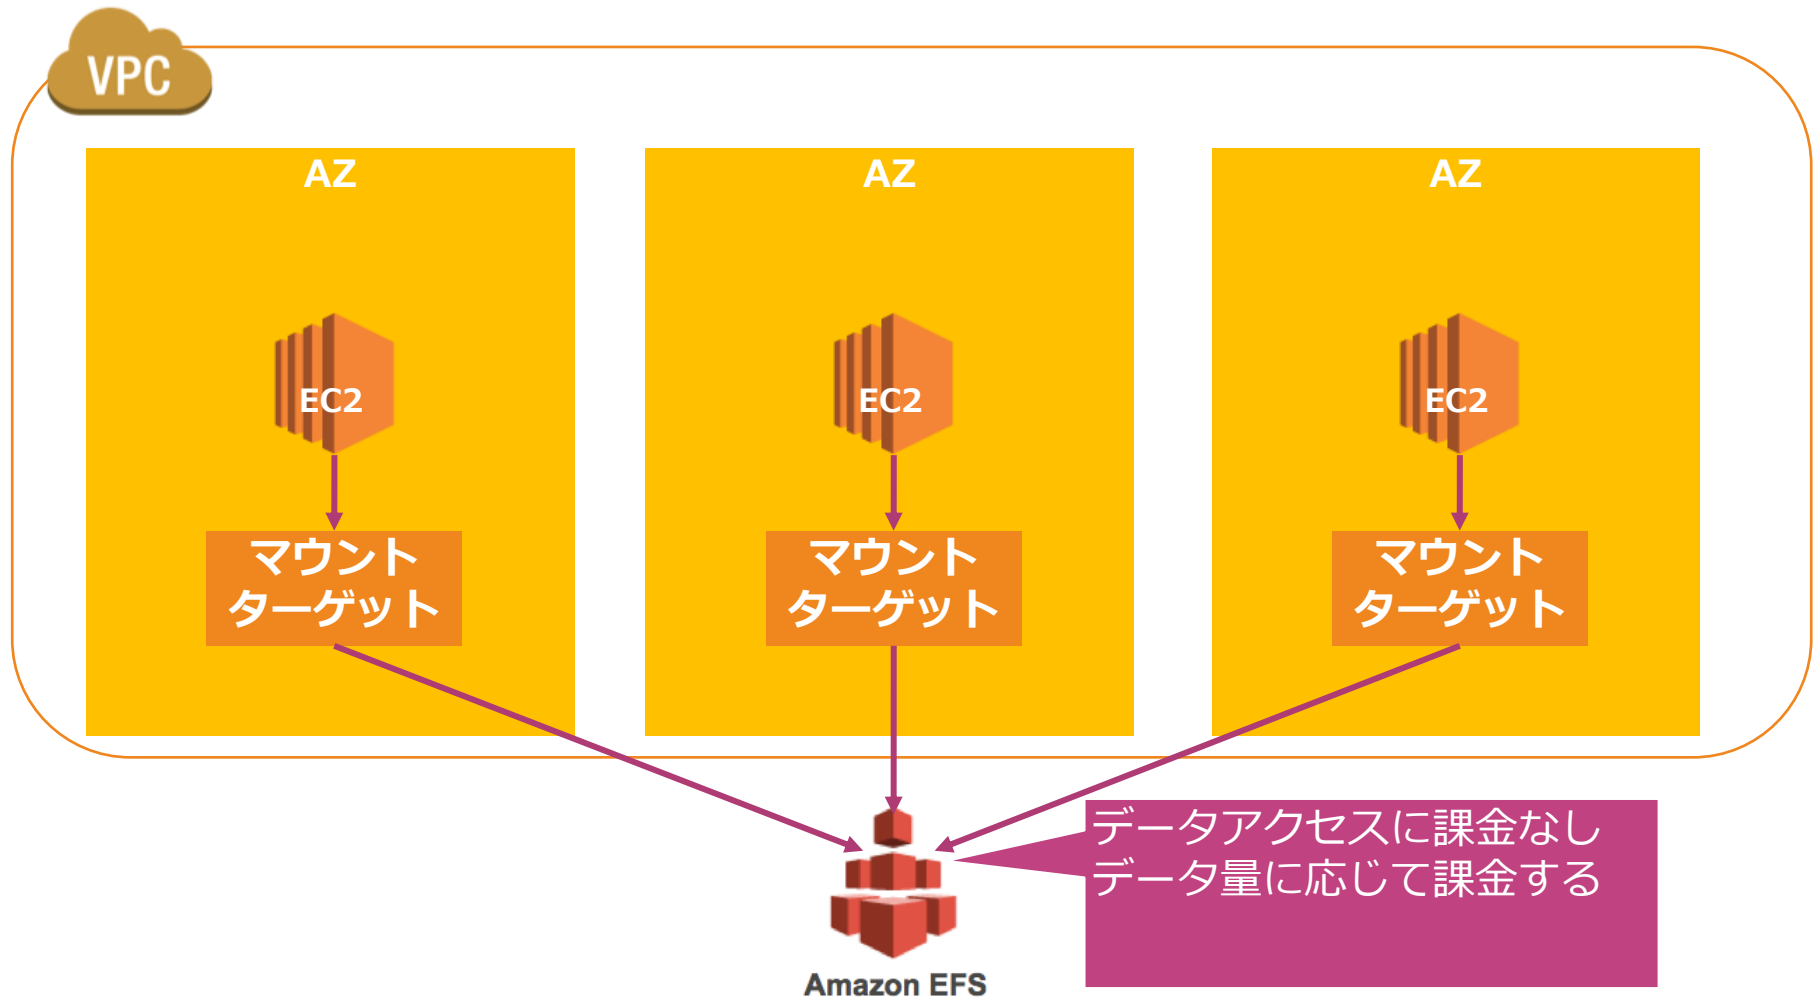 VPC
AZ
AZ
AZ
EC2
EC2
EC2
マウント
ターゲット
マウント
ターゲット
マウント
ターゲット
データアクセスに課金なし
データ量に応じて課金する
Amazon EFS